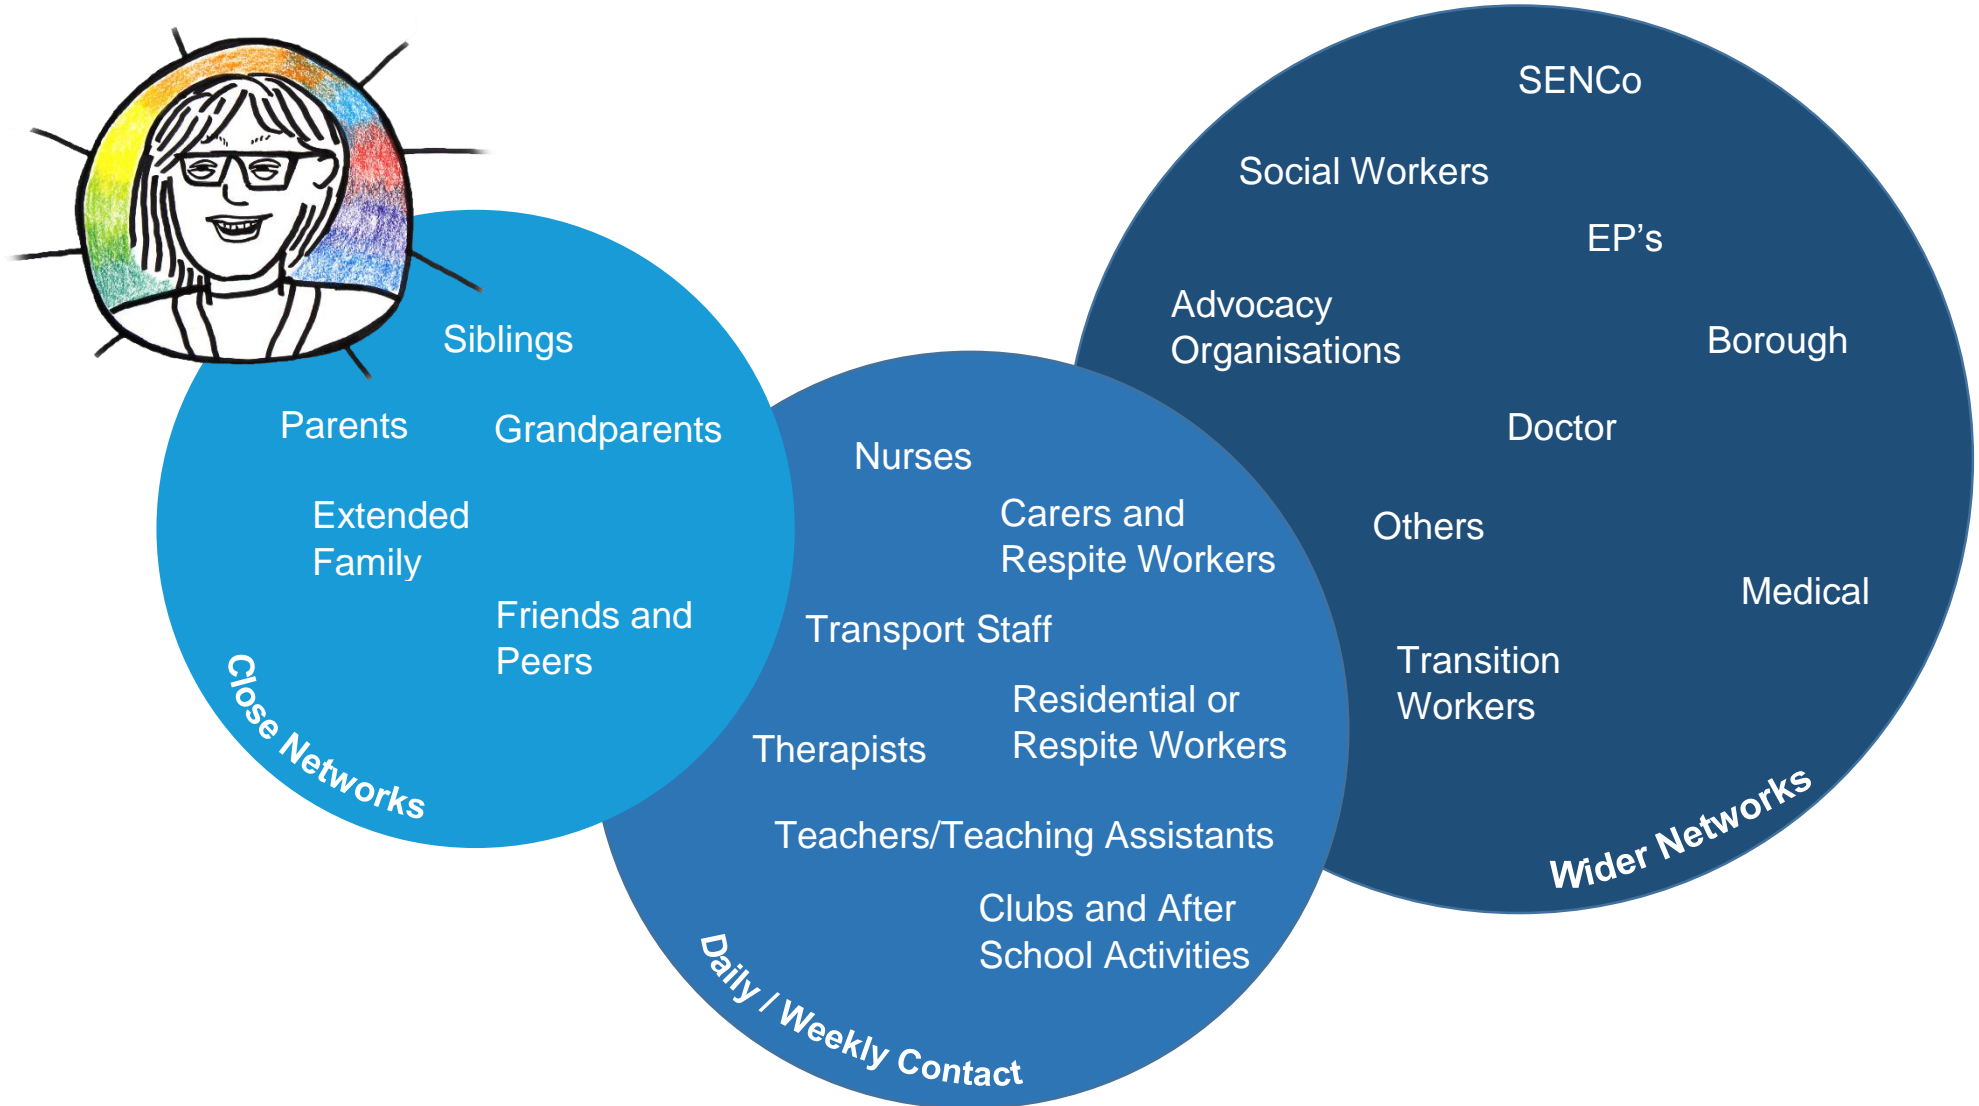 Siblings
Parents
Grandparents
Extended
Family
Friends and
Peers
Close Networks
Nurses
Carers and
Respite Workers
Transport Staff
Residential or
Respite Workers
Therapists
Teachers/Teaching Assistants
Clubs and After
School Activities
Daily / Weekly Contact
SENCo
Social Workers
EP's
Advocacy
Organisations
Borough
Doctor
Others
Medical
Transition
Workers
Wider Networks